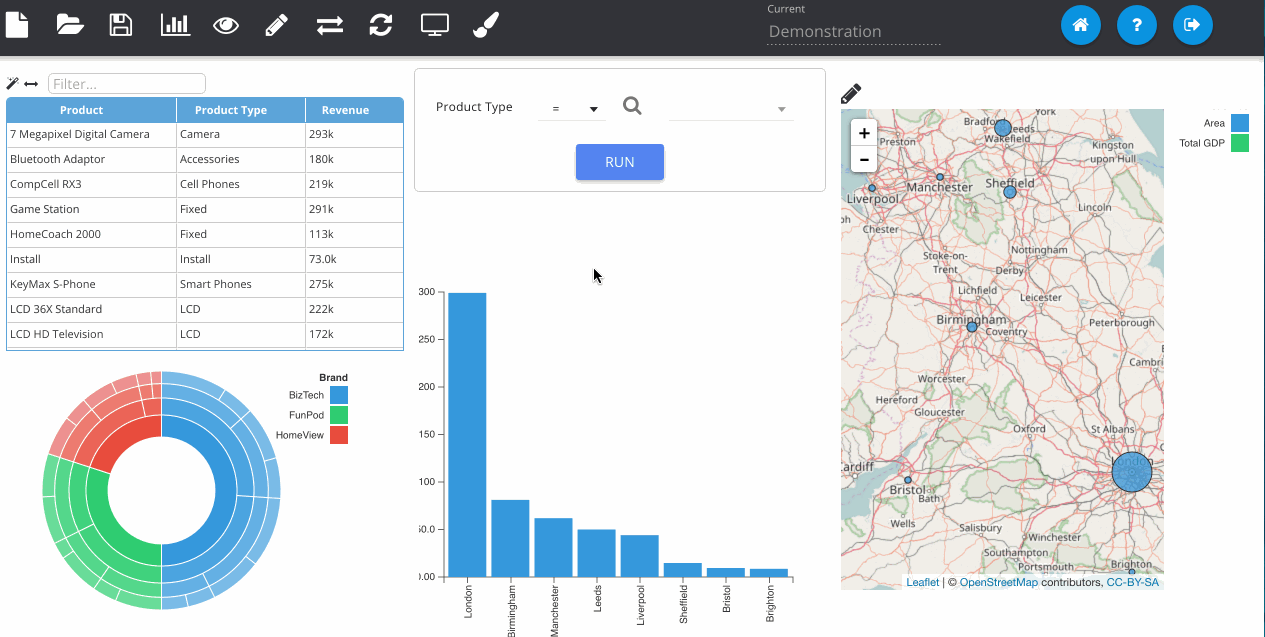 Current
Demonstration
Filter...
Product Product Type Revenue
7 Megapixel Digital Camera Camera 293k
Bluetooth Adaptor Accessories 180k
CompCell RX3 Cell Phones 219k
Game Station Fixed 291k
HomeCoach 2000 Fixed 113k
Install Install 73.0k
KeyMax S-Phone Smart Phones 275k
LCD 36X Standard LCD 222k
LCD HD Television LCD 172k
Brand
BizTech
FunPod
HomeView
Product Type =
RUN
300
250
200
150
100
50.0
0.00
London
Birmingham
Manchester
Leeds
Liverpool
Sheffield
Bristol
Brighton
+
−
York
Leeds
Wakefield
Preston
Kingston
upon Hull
Manchester
Sheffield
Liverpool
Lincoln
Chester
Nottingham
Stoke-on-
Trent
Derby
Lichfield
Leicester
Birmingham
Peterborough
Coventry
Worcester
Hereford
Gloucester
Oxford
St Albans
London
Bristol
Bath
Wells
Salisbury
Winchester
Southampton
Portsmouth
Brighton
Leaflet | © OpenStreetMap contributors, CC-BY-SA
Area
Total GDP
?